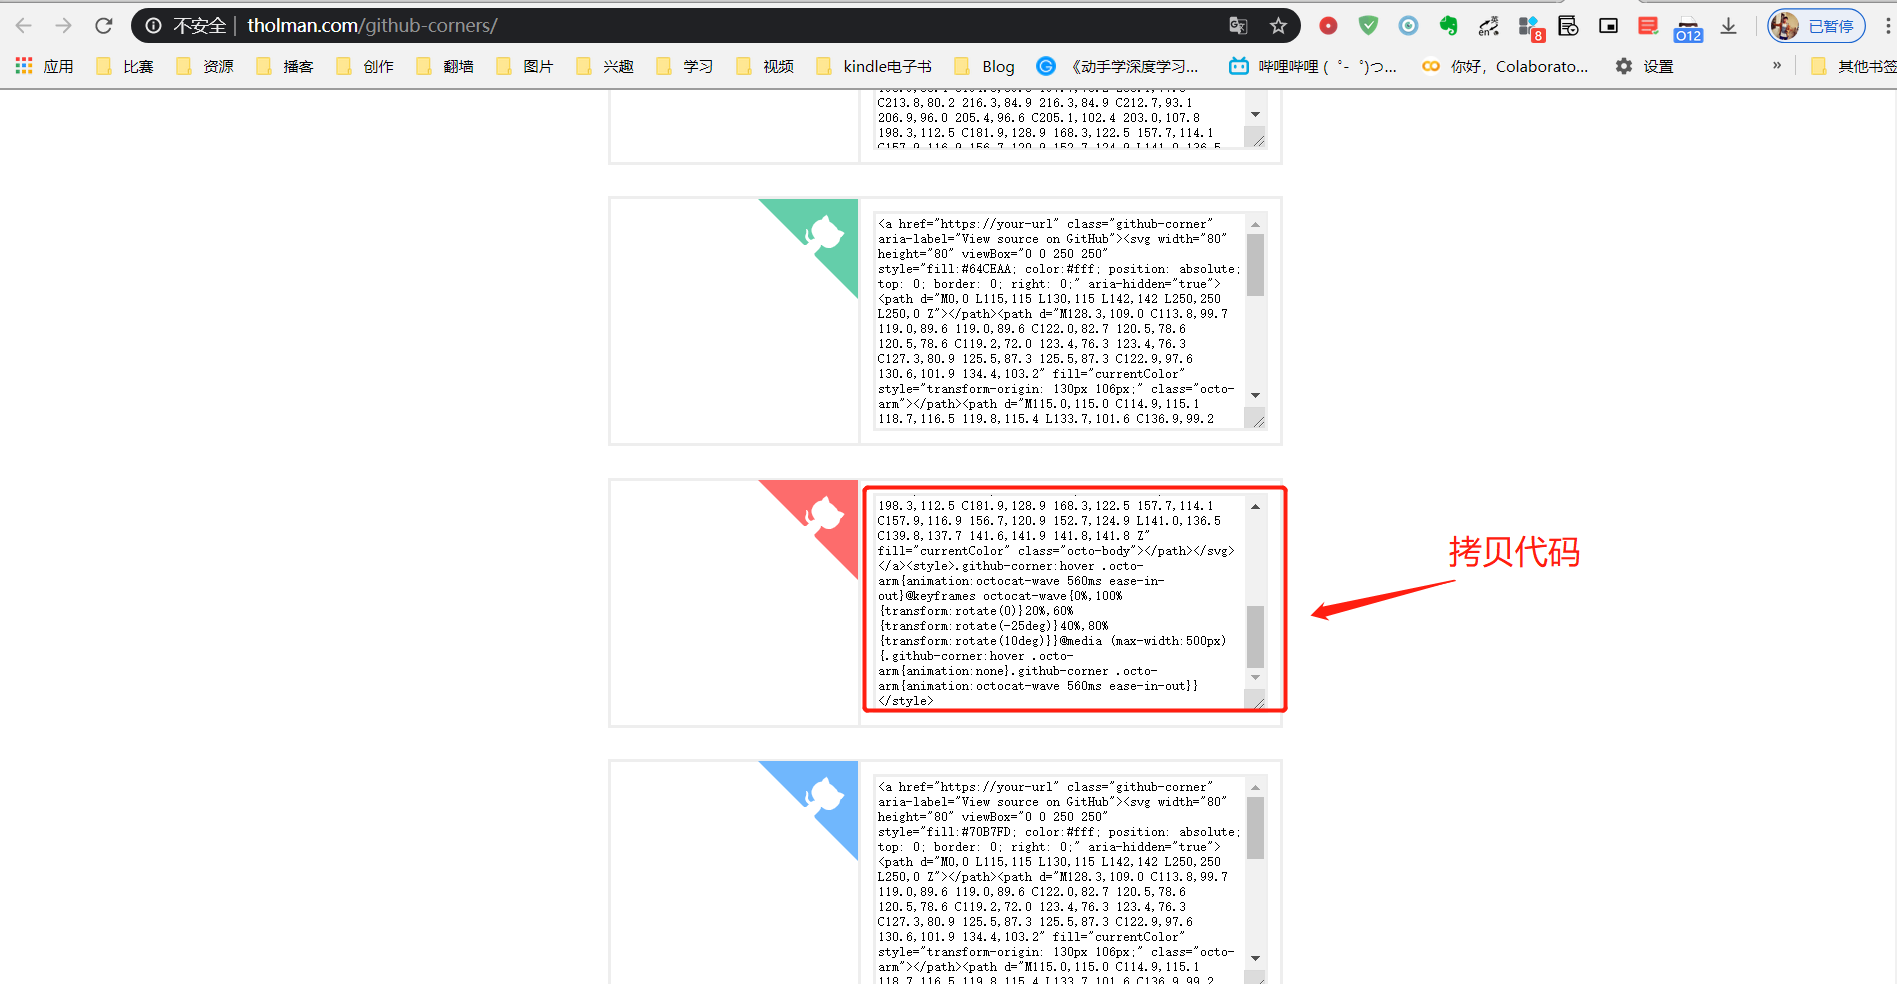 不安全 | tholman.com/github-corners/
英
en
8
O12
已暂停
应用 比赛 资源 播客 创作 翻墙 图片 兴趣 学习 视频 kindle电子书 Blog 《动手学深度学习... 哔哩哔哩 ( ゜- ゜)つ... 你好，Colaborato... 设置 » 其他书签
C213.8,80.2 216.3,84.9 216.3,84.9 C212.7,93.1
206.9,96.0 205.4,96.6 C205.1,102.4 203.0,107.8
198.3,112.5 C181.9,128.9 168.3,122.5 157.7,114.1
C157.9,116.9 156.7,120.9 152.7,124.9 L141.0,136.5
<a href="https://your-url" class="github-corner"
aria-label="View source on GitHub"><svg width="80"
height="80" viewBox="0 0 250 250"
style="fill:#64CEAA; color:#fff; position: absolute;
top: 0; border: 0; right: 0;" aria-hidden="true">
<path d="M0,0 L115,115 L130,115 L142,142 L250,250
L250,0 Z"></path><path d="M128.3,109.0 C113.8,99.7
119.0,89.6 119.0,89.6 C122.0,82.7 120.5,78.6
120.5,78.6 C119.2,72.0 123.4,76.3 123.4,76.3
C127.3,80.9 125.5,87.3 125.5,87.3 C122.9,97.6
130.6,101.9 134.4,103.2" fill="currentColor"
style="transform-origin: 130px 106px;" class="octo-
arm"></path><path d="M115.0,115.0 C114.9,115.1
118.7,116.5 119.8,115.4 L133.7,101.6 C136.9,99.2
198.3,112.5 C181.9,128.9 168.3,122.5 157.7,114.1
C157.9,116.9 156.7,120.9 152.7,124.9 L141.0,136.5
C139.8,137.7 141.6,141.9 141.8,141.8 Z"
fill="currentColor" class="octo-body"></path></svg>
</a><style>.github-corner:hover .octo-
arm{animation:octocat-wave 560ms ease-in-
out}@keyframes octocat-wave{0%,100%
{transform:rotate(0)}20%,60%
{transform:rotate(-25deg)}40%,80%
{transform:rotate(10deg)}}@media (max-width:500px)
{.github-corner:hover .octo-
arm{animation:none}.github-corner .octo-
arm{animation:octocat-wave 560ms ease-in-out}}
</style>
拷贝代码
<a href="https://your-url" class="github-corner"
aria-label="View source on GitHub"><svg width="80"
height="80" viewBox="0 0 250 250"
style="fill:#70B7FD; color:#fff; position: absolute;
top: 0; border: 0; right: 0;" aria-hidden="true">
<path d="M0,0 L115,115 L130,115 L142,142 L250,250
L250,0 Z"></path><path d="M128.3,109.0 C113.8,99.7
119.0,89.6 119.0,89.6 C122.0,82.7 120.5,78.6
120.5,78.6 C119.2,72.0 123.4,76.3 123.4,76.3
C127.3,80.9 125.5,87.3 125.5,87.3 C122.9,97.6
130.6,101.9 134.4,103.2" fill="currentColor"
style="transform-origin: 130px 106px;" class="octo-
arm"></path><path d="M115.0,115.0 C114.9,115.1
118.7,116.5 119.8,115.4 L133.7,101.6 C136.9,99.2